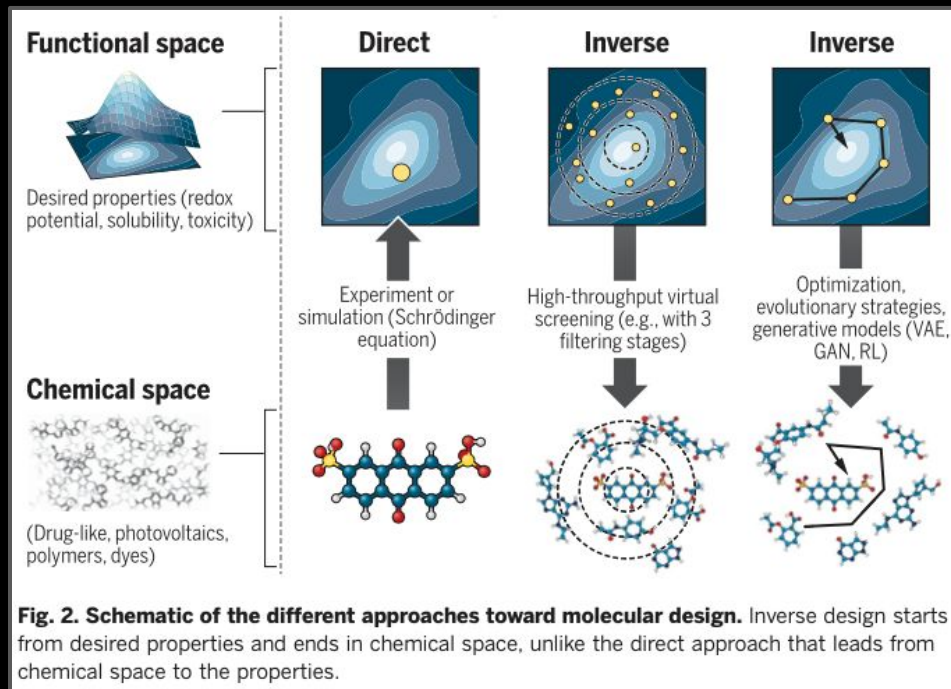 Functional space
Desired properties (redox
potential, solubility, toxicity)
Chemical space
(Drug-like, photovoltaics,
polymers, dyes)
Direct
Experiment or
simulation (Schrödinger
equation)
Inverse
High-throughput virtual
screening (e.g., with 3
filtering stages)
Inverse
Optimization,
evolutionary strategies,
generative models (VAE,
GAN, RL)
Fig. 2. Schematic of the different approaches toward molecular design. Inverse design starts
from desired properties and ends in chemical space, unlike the direct approach that leads from
chemical space to the properties.